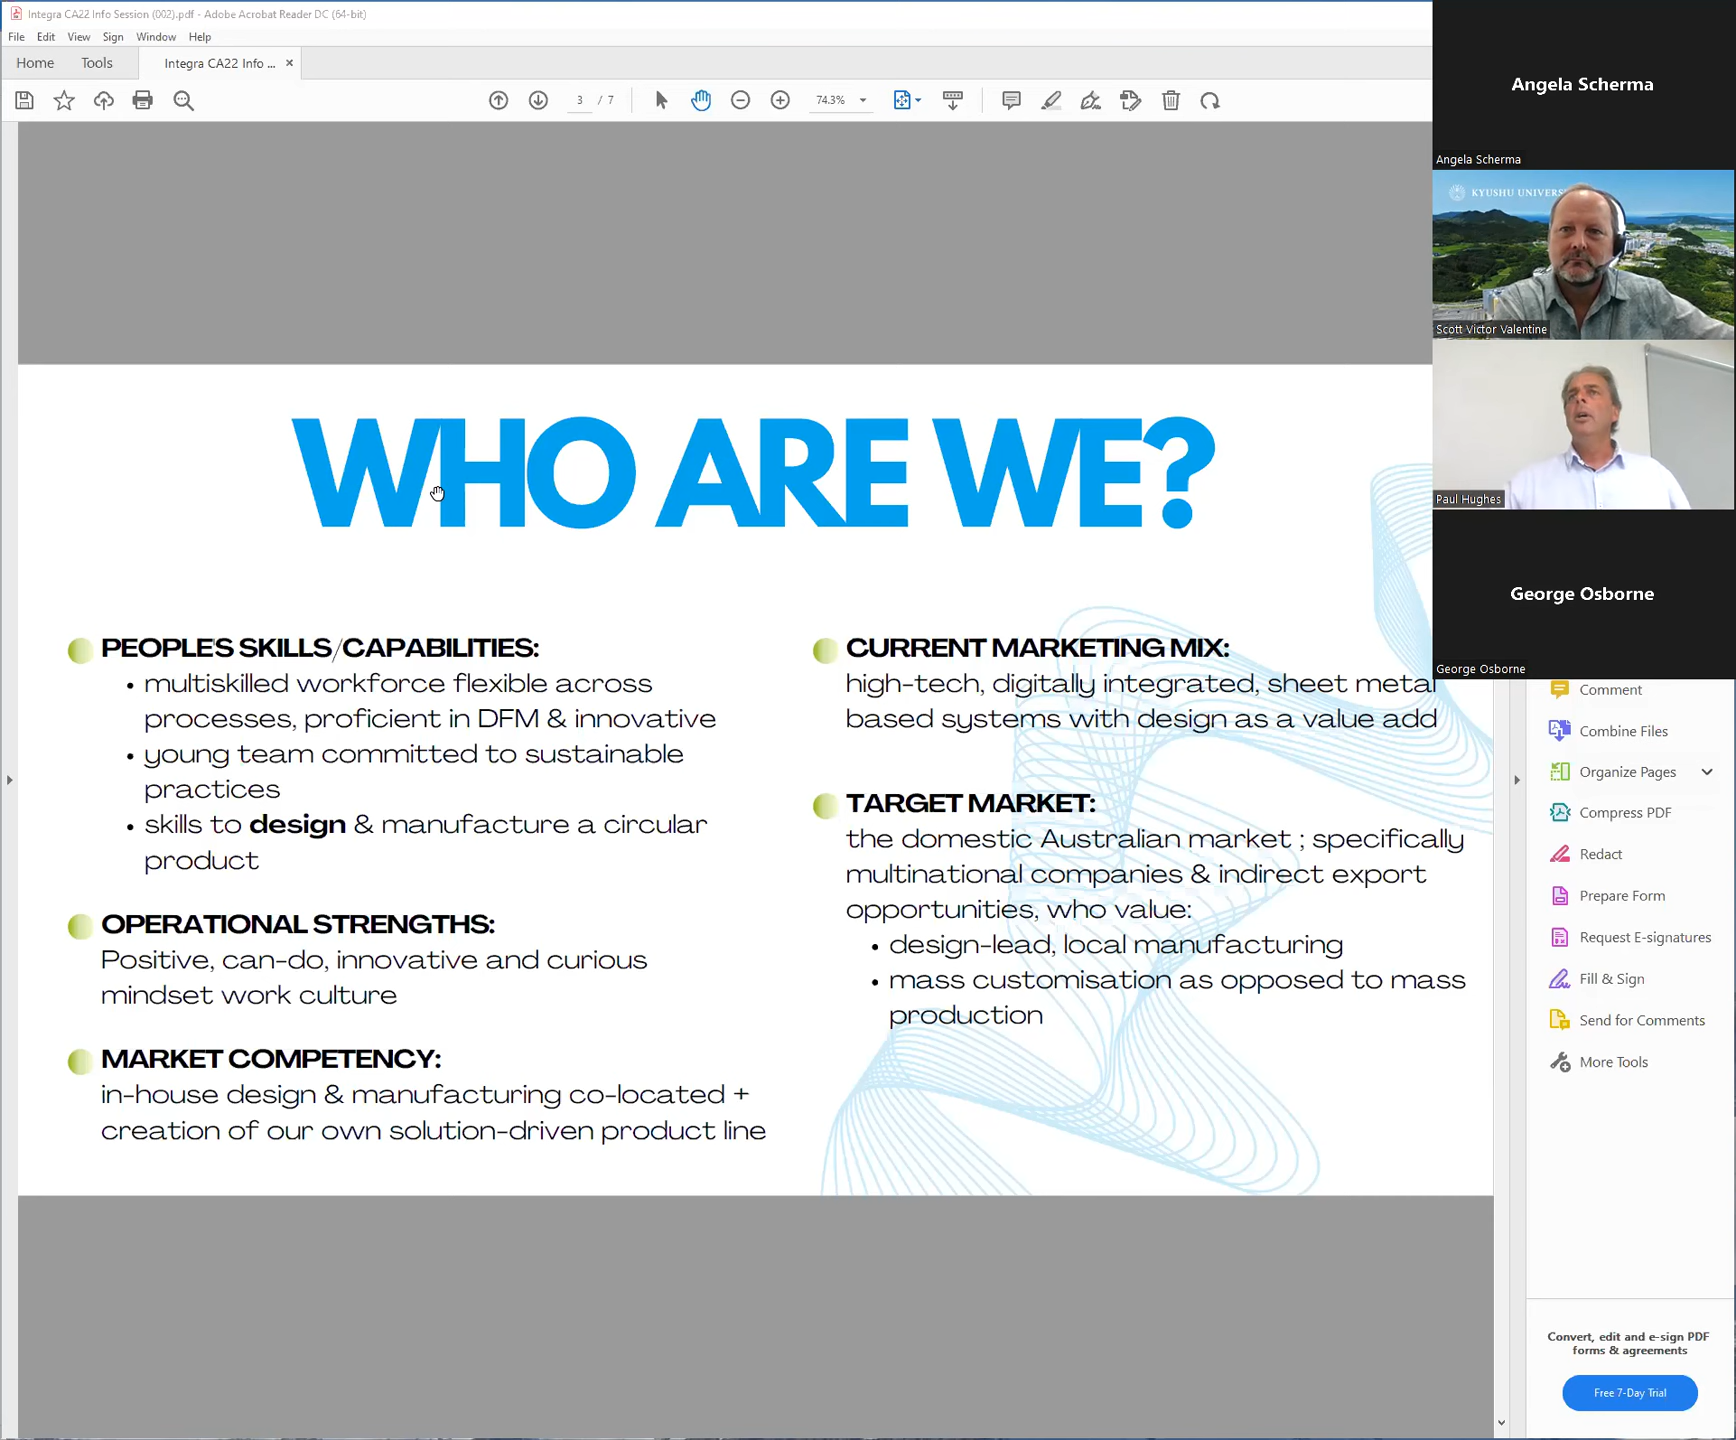 Integra CA22 Info Session (002).pdf - Adobe Acrobat Reader DC (64-bit)
File Edit View Sign Window Help
Home Tools Integra CA22 Info ... ×
3 / 7 74.3%
Angela Scherma
Angela Scherma
KYUSHU UNIVERS
Scott Victor Valentine
Paul Hughes
George Osborne
George Osborne
WHO ARE WE?
PEOPLE'S SKILLS/CAPABILITIES:
• multiskilled workforce flexible across
processes, proficient in DFM & innovative
• young team committed to sustainable
practices
• skills to design & manufacture a circular
product
OPERATIONAL STRENGTHS:
Positive, can-do, innovative and curious
mindset work culture
MARKET COMPETENCY:
in-house design & manufacturing co-located +
creation of our own solution-driven product line
CURRENT MARKETING MIX:
high-tech, digitally integrated, sheet metal
based systems with design as a value add
TARGET MARKET:
the domestic Australian market ; specifically
multinational companies & indirect export
opportunities, who value:
• design-lead, local manufacturing
• mass customisation as opposed to mass
production
Comment
Combine Files
Organize Pages
Compress PDF
Redact
Prepare Form
Request E-signatures
Fill & Sign
Send for Comments
More Tools
Convert, edit and e-sign PDF
forms & agreements
Free 7-Day Trial